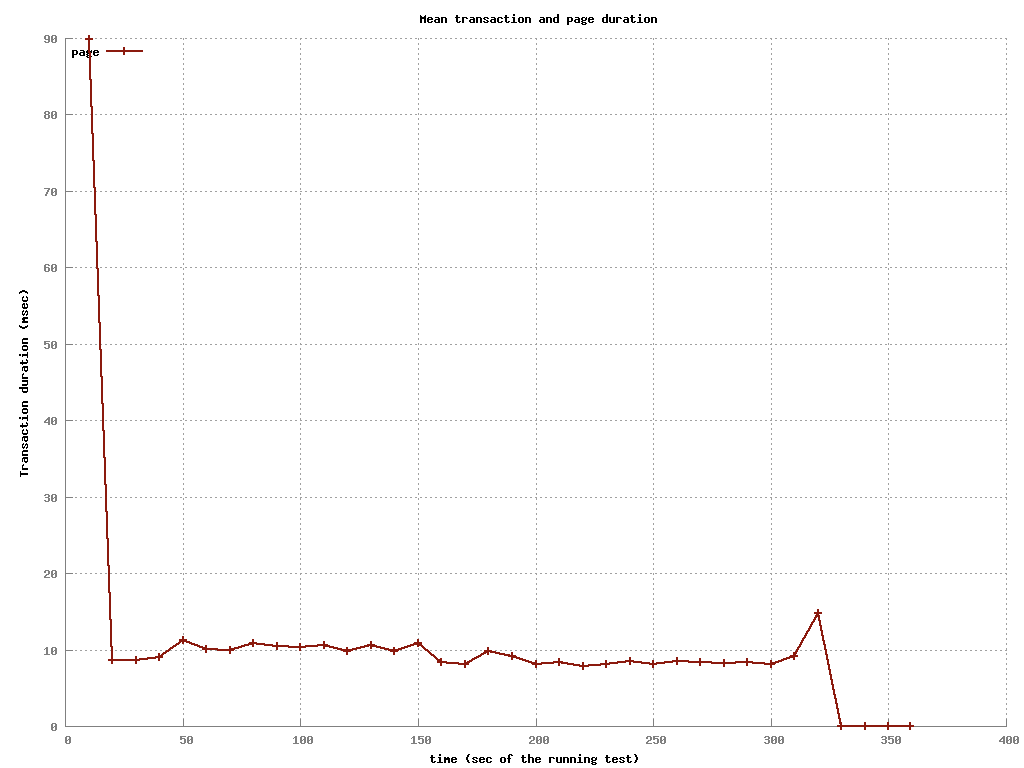 Mean transaction and page duration
page
90
80
70
60
50
40
30
20
10
0
Transaction duration (msec)
0 50 100 150 200 250 300 350 400
time (sec of the running test)